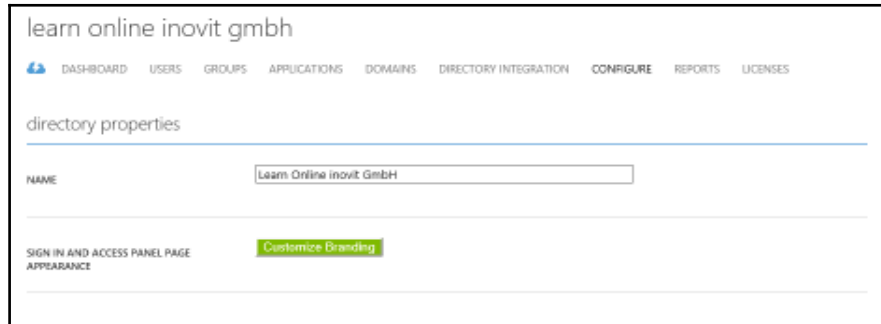 learn online inovit gmbh
DASHBOARD USERS GROUPS APPLICATIONS DOMAINS DIRECTORY INTEGRATION CONFIGURE REPORTS LICENSES
directory properties
NAME Learn Online inovit GmbH
SIGN IN AND ACCESS PANEL PAGE Customize Branding
APPEARANCE